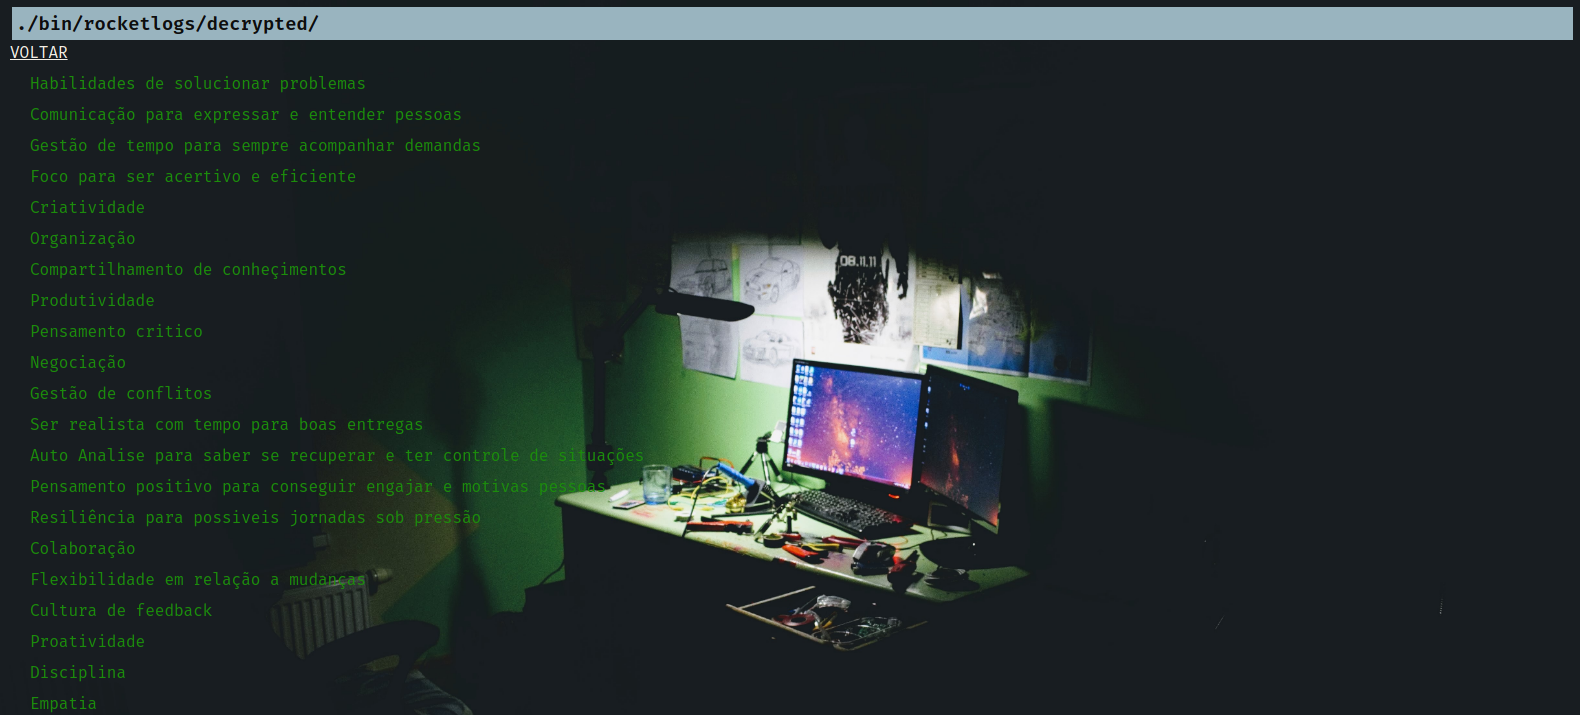 ./bin/rocketlogs/decrypted/
VOLTAR
Habilidades de solucionar problemas
Comunicação para expressar e entender pessoas
Gestão de tempo para sempre acompanhar demandas
Foco para ser acertivo e eficiente
Criatividade
Organização
Compartilhamento de conheçimentos
Produtividade
Pensamento critico
Negociação
Gestão de conflitos
Ser realista com tempo para boas entregas
Auto Analise para saber se recuperar e ter controle de situações
Pensamento positivo para conseguir engajar e motivas pessoas
Resiliência para possiveis jornadas sob pressão
Colaboração
Flexibilidade em relação a mudanças
Cultura de feedback
Proatividade
Disciplina
Empatia
08.11.11